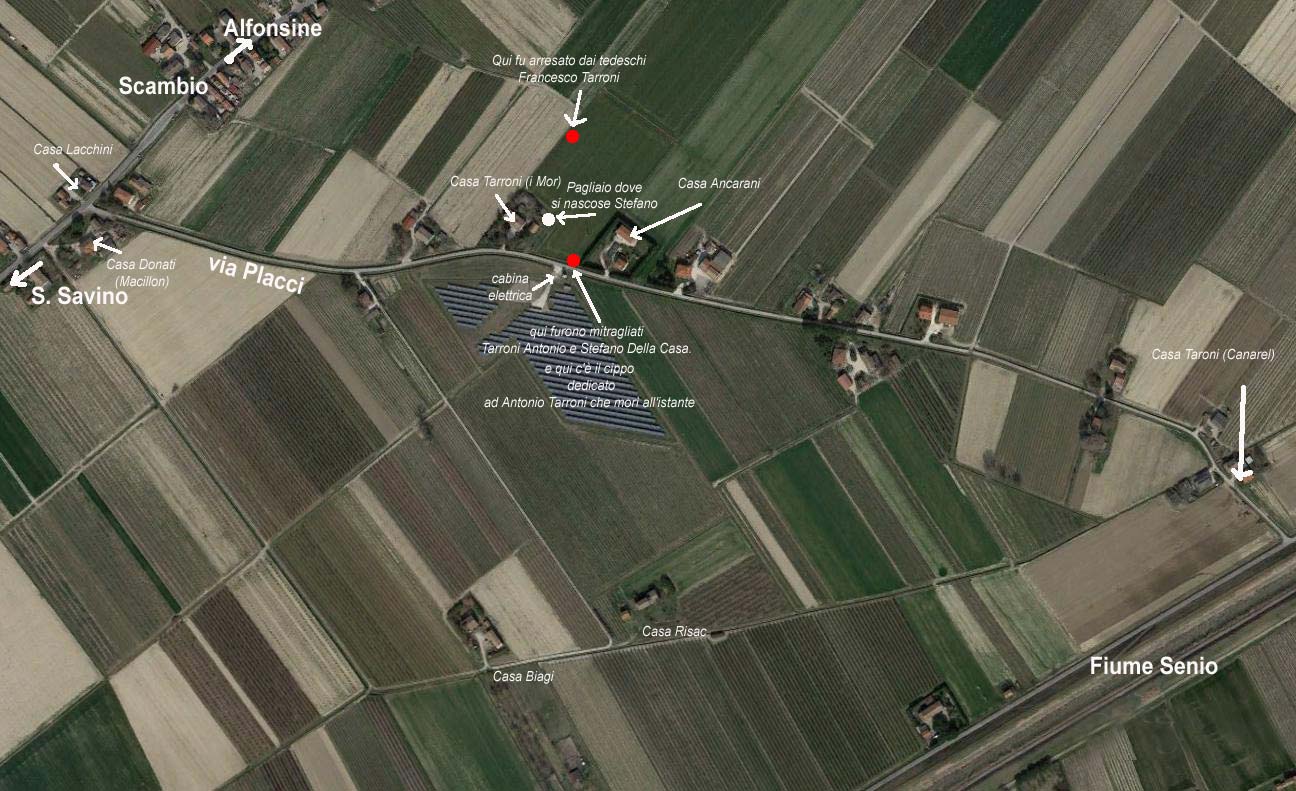 Alfonsine
Scambio
Qui fu arresato dai tedeschi
Francesco Tarroni
Casa Lacchini
Casa Tarroni (i Mor)
Pagliaio dove
si nascose Stefano
Casa Ancarani
Casa Donati
(Macillon)
via Placci
S. Savino
cabina
elettrica
qui furono mitragliati
Tarroni Antonio e Stefano Della Casa.
e qui c'è il cippo
dedicato
ad Antonio Tarroni che morì all'istante
Casa Taroni (Canarel)
Casa Risac
Casa Biagi
Fiume Senio